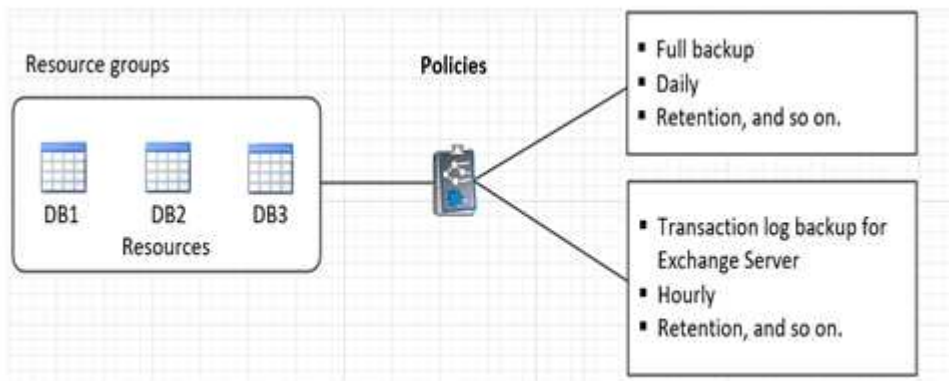 Resource groups
DB1
DB2
DB3
Resources
Policies
▪ Full backup
▪ Daily
▪ Retention, and so on.
▪ Transaction log backup for
Exchange Server
▪ Hourly
▪ Retention, and so on.